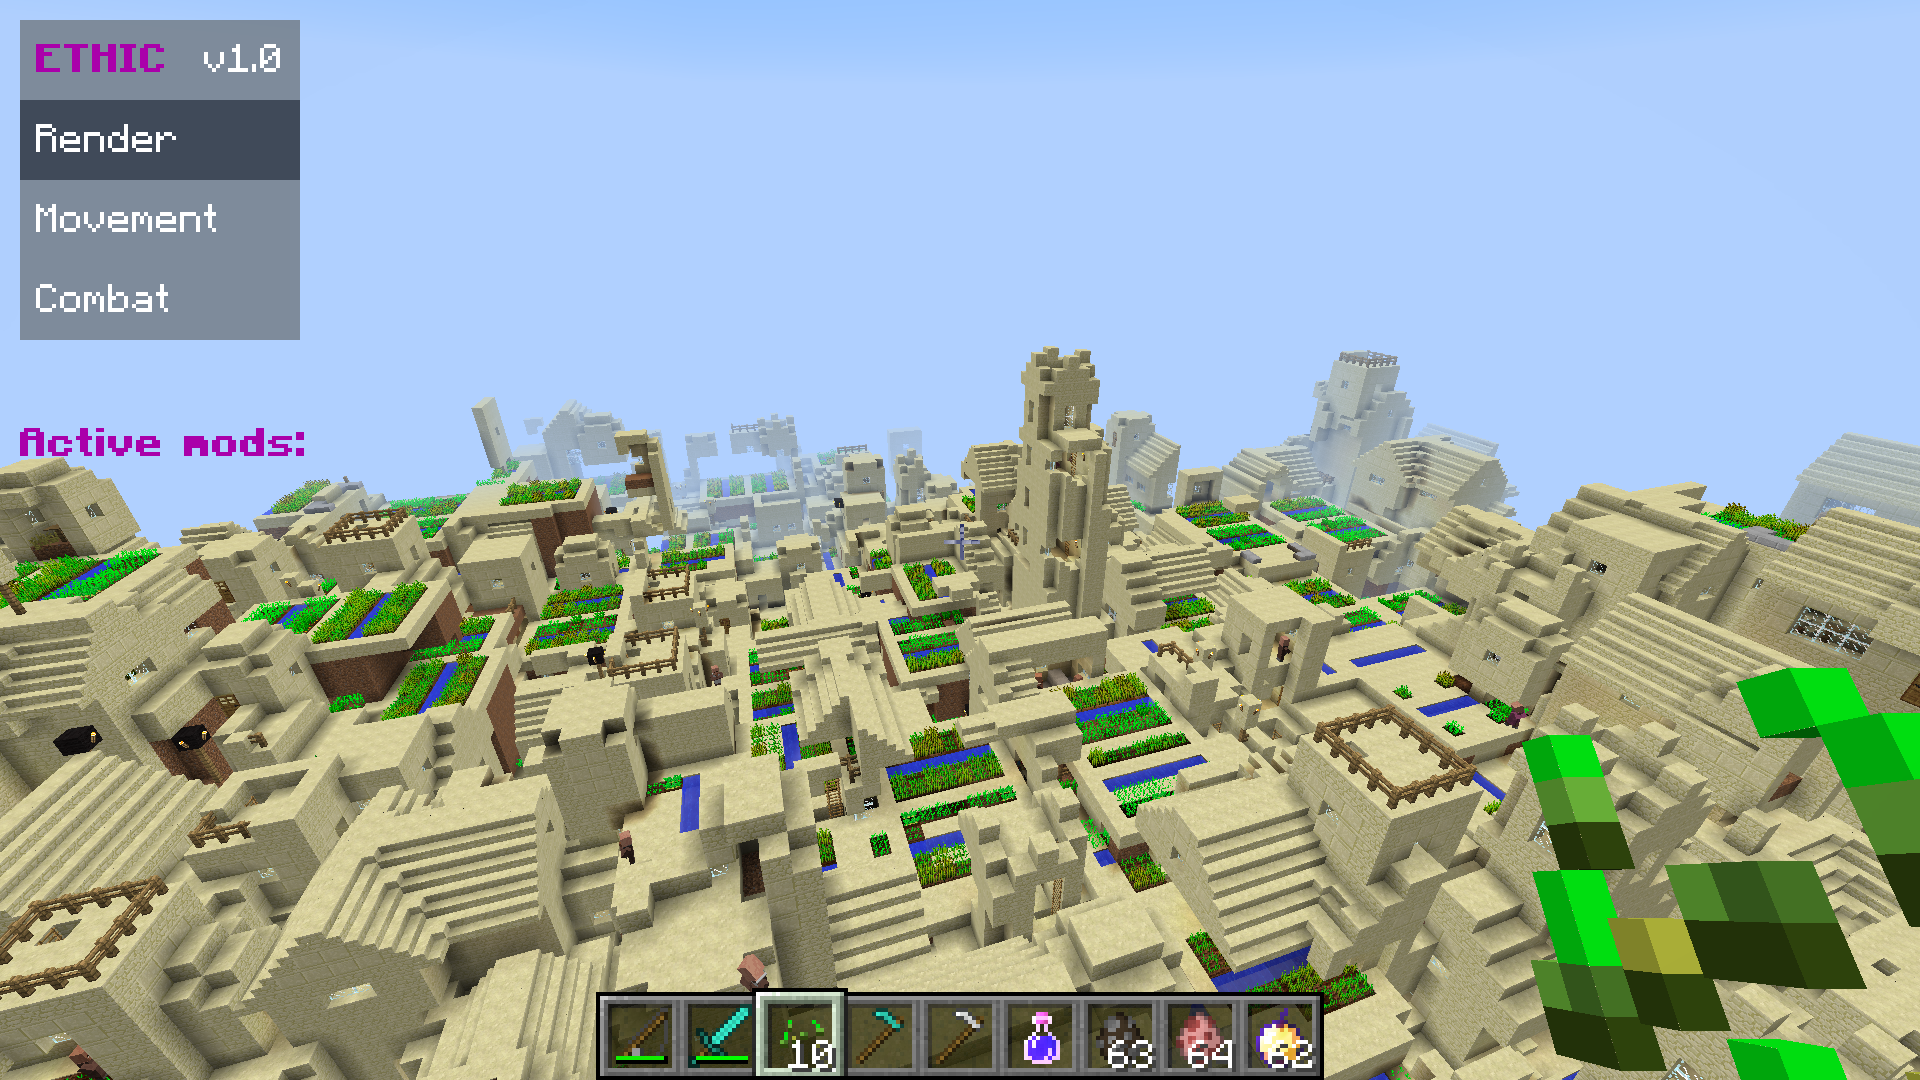 ETHIC v1.0
Render
Movement
Combat
Active mods:
10 63 64 62